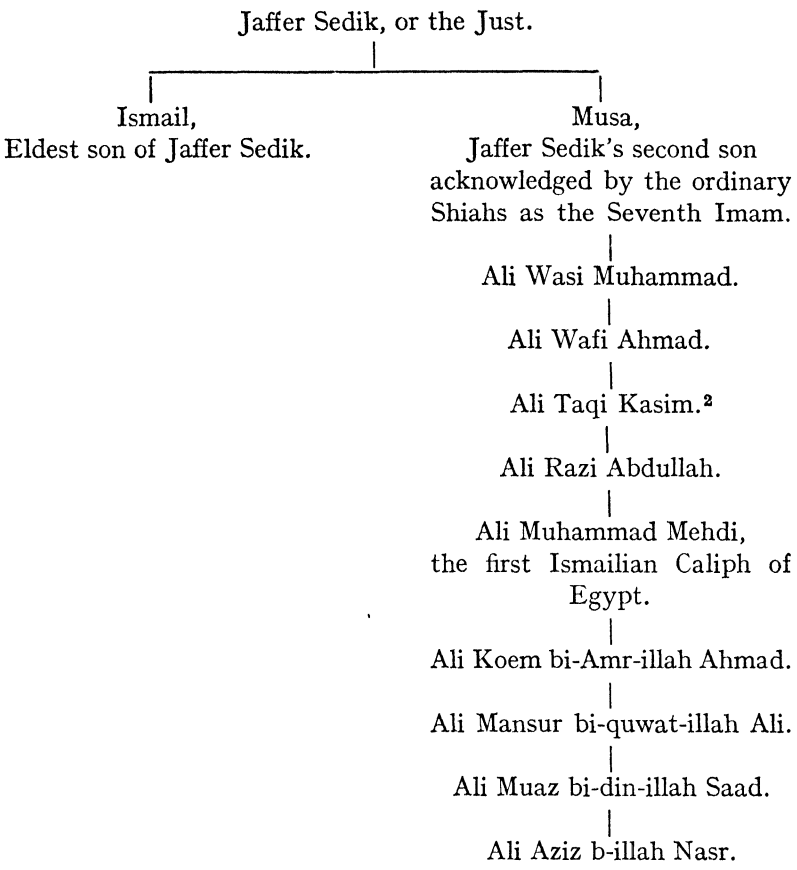 Jaffer Sedik, or the Just.
Ismail,
Eldest son of Jaffer Sedik.
Musa,
Jaffer Sedik's second son
acknowledged by the ordinary
Shiahs as the Seventh Imam.
Ali Wasi Muhammad.
Ali Wafi Ahmad.
Ali Taqi Kasim.²
Ali Razi Abdullah.
Ali Muhammad Mehdi,
the first Ismailian Caliph of
Egypt.
Ali Koem bi-Amr-illah Ahmad.
Ali Mansur bi-quwat-illah Ali.
Ali Muaz bi-din-illah Saad.
Ali Aziz b-illah Nasr.